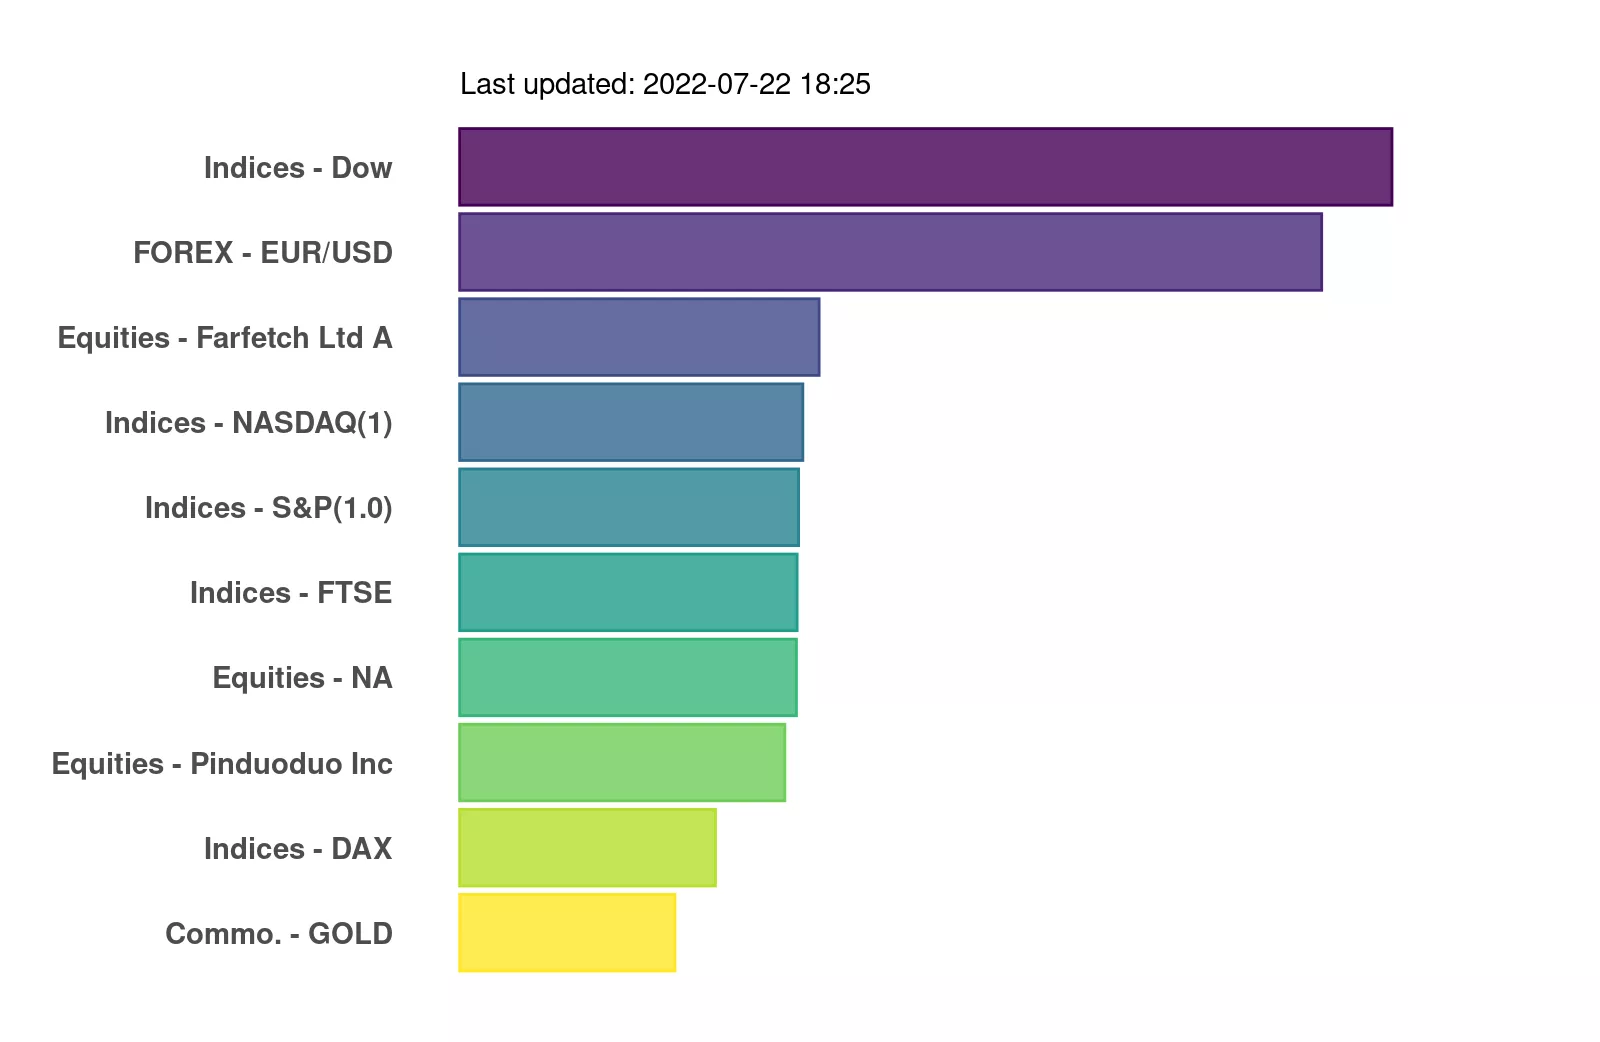 Last updated: 2022-07-22 18:25
Indices - Dow
FOREX - EUR/USD
Equities - Farfetch Ltd A
Indices - NASDAQ(1)
Indices - S&P(1.0)
Indices - FTSE
Equities - NA
Equities - Pinduoduo Inc
Indices - DAX
Commo. - GOLD